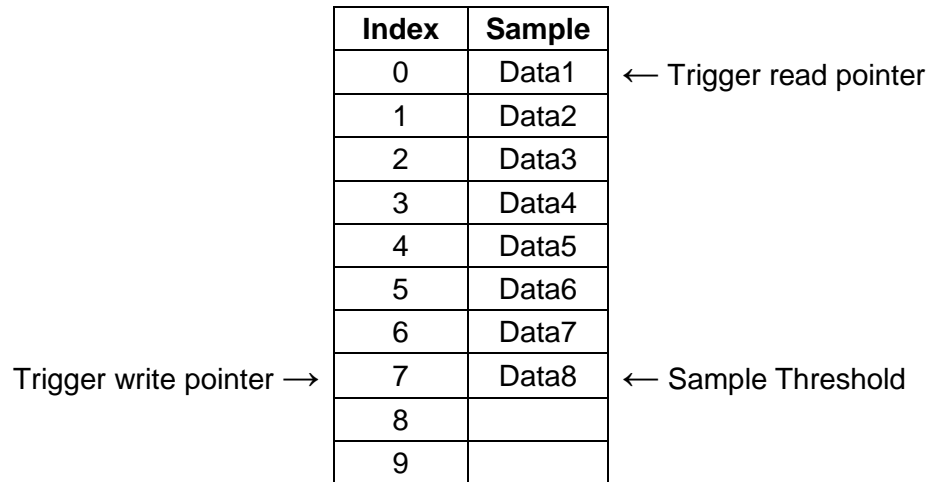 Index Sample
0 Data1 ← Trigger read pointer
1 Data2
2 Data3
3 Data4
4 Data5
5 Data6
6 Data7
Trigger write pointer → 7 Data8 ← Sample Threshold
8
9